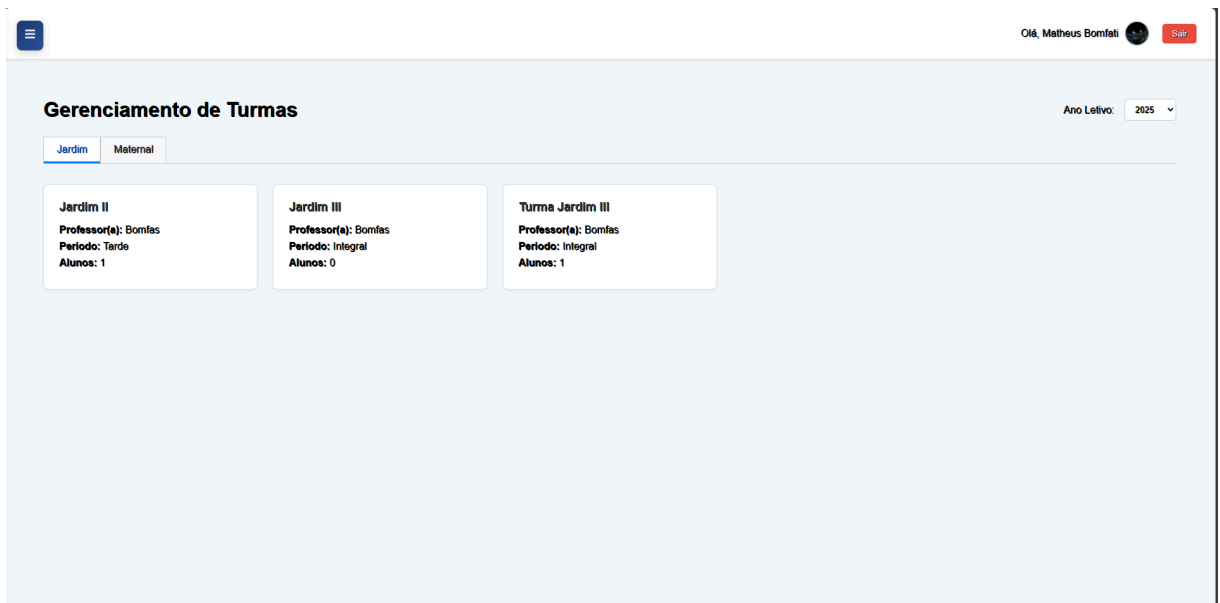 Olá, Matheus Bomfati
Sair
Gerenciamento de Turmas
Ano Letivo: 2025
Jardim
Maternal
Jardim II
Professor(a): Bomfas
Período: Tarde
Alunos: 1
Jardim III
Professor(a): Bomfas
Período: Integral
Alunos: 0
Turma Jardim III
Professor(a): Bomfas
Período: Integral
Alunos: 1